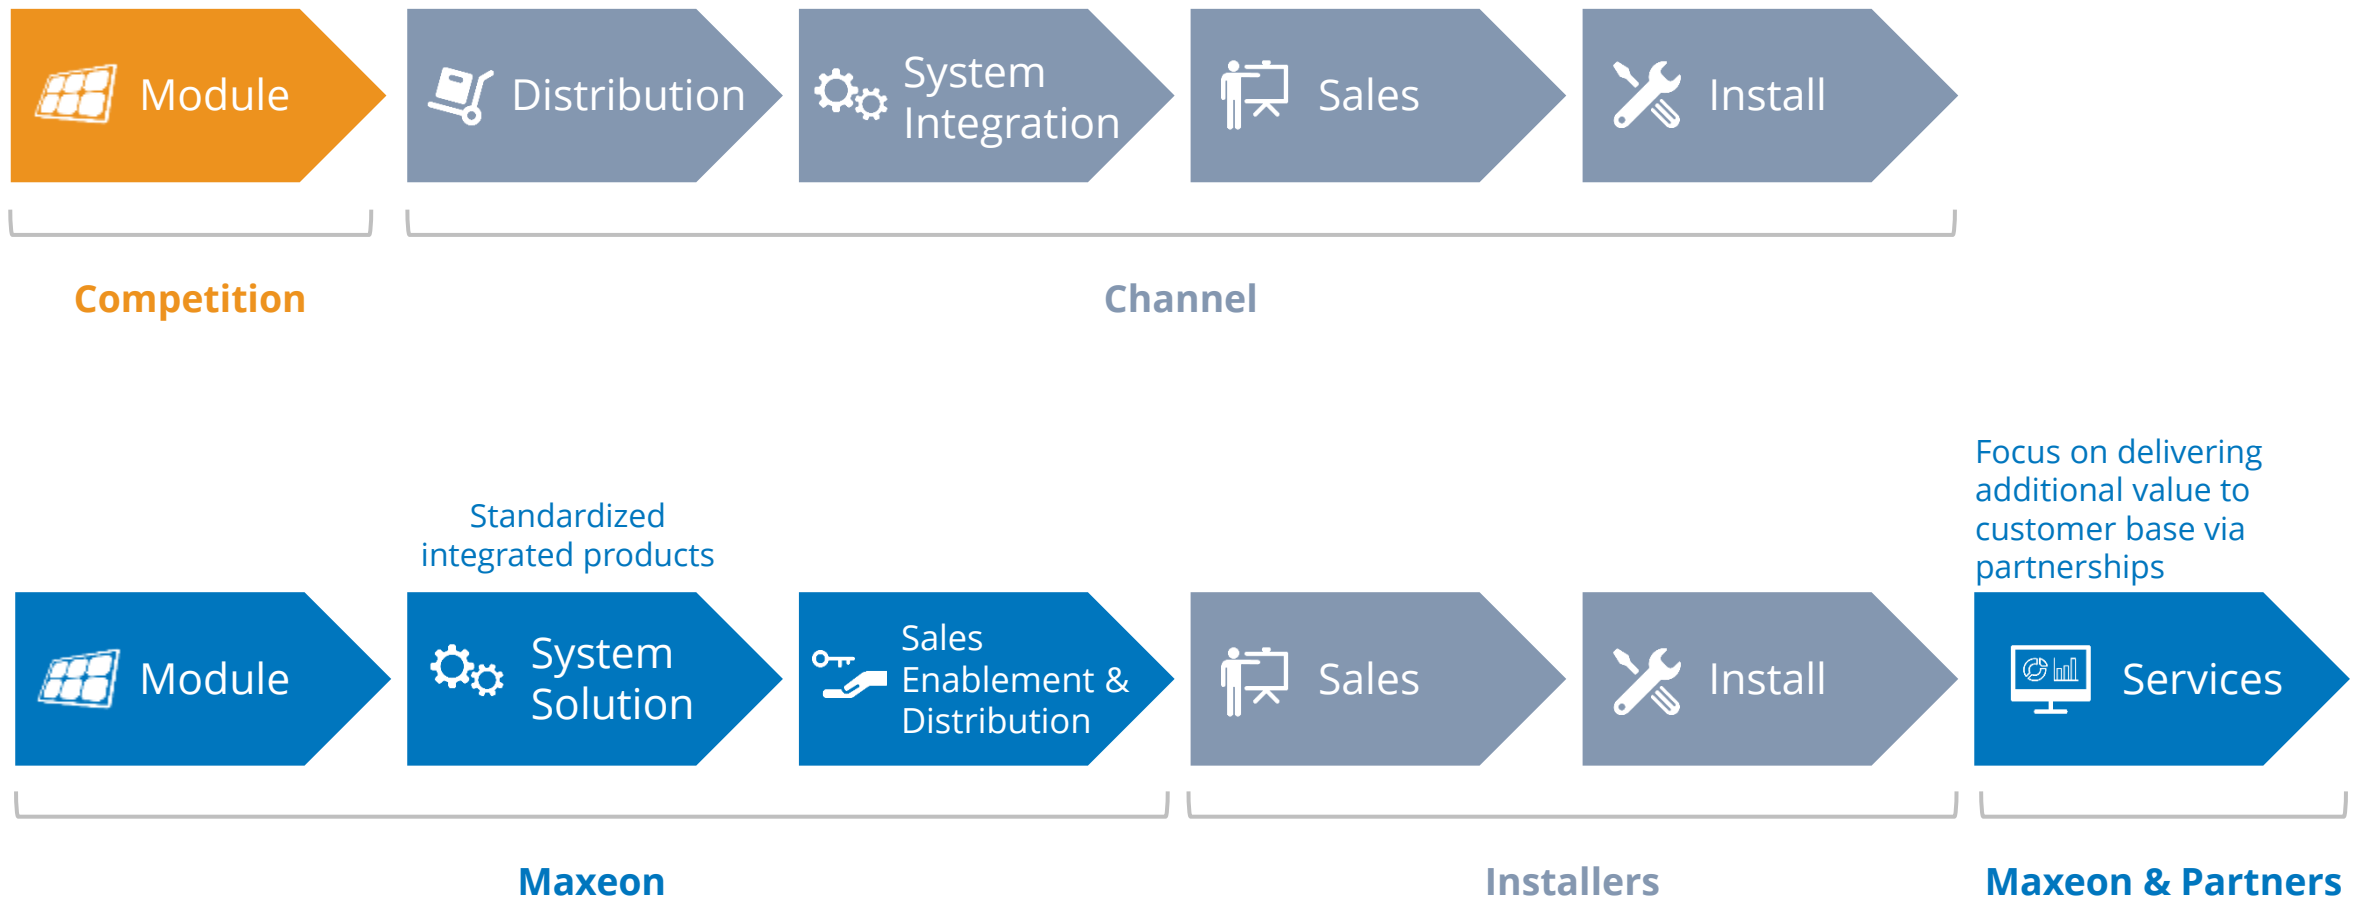 Module
Distribution
System
Integration
Sales
Install
Competition
Channel
Standardized
integrated products
Focus on delivering
additional value to
customer base via
partnerships
Module
System
Solution
Sales
Enablement &
Distribution
Sales
Install
Services
Maxeon
Installers
Maxeon & Partners